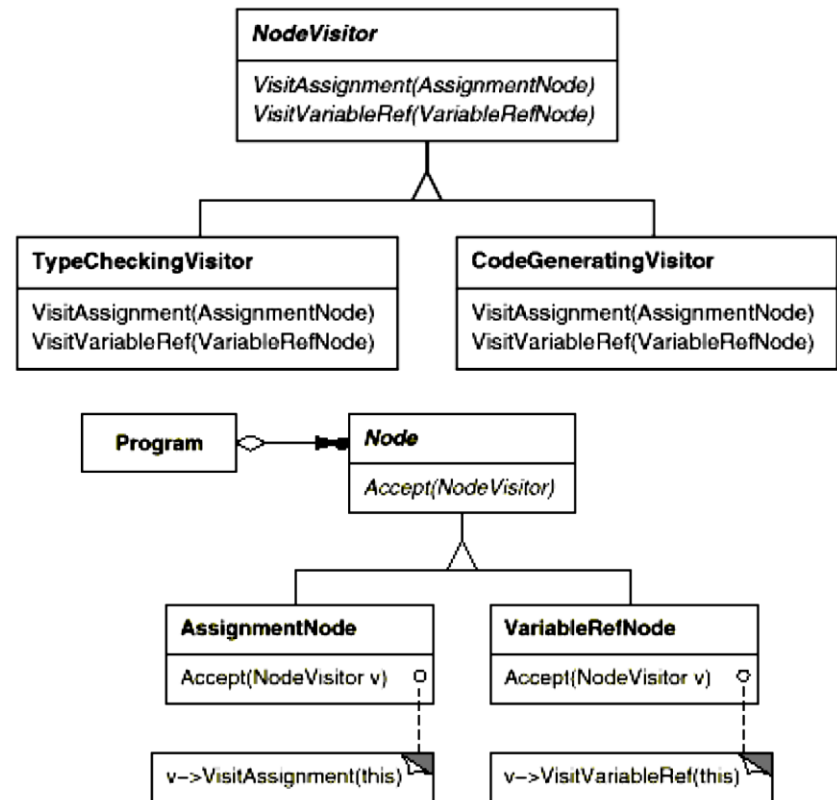 NodeVisitor
VisitAssignment(AssignmentNode)
VisitVariableRef(VariableRefNode)
TypeCheckingVisitor
VisitAssignment(AssignmentNode)
VisitVariableRef(VariableRefNode)
CodeGeneratingVisitor
VisitAssignment(AssignmentNode)
VisitVariableRef(VariableRefNode)
Program
Node
Accept(NodeVisitor)
AssignmentNode
Accept(NodeVisitor v)
VariableRefNode
Accept(NodeVisitor v)
v->VisitAssignment(this)
v->VisitVariableRef(this)